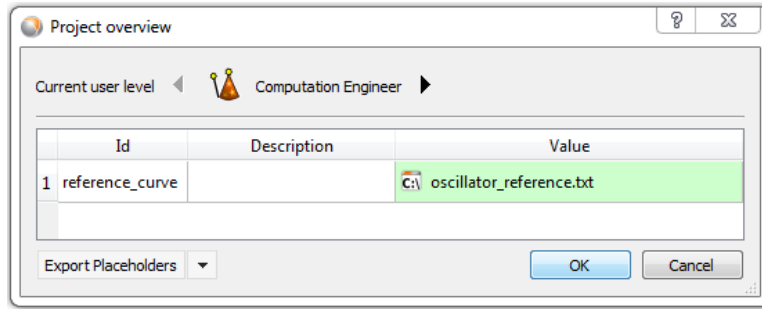 Project overview
Current user level Computation Engineer
Id Description Value
1 reference_curve C:\ oscillator_reference.txt
Export Placeholders OK Cancel